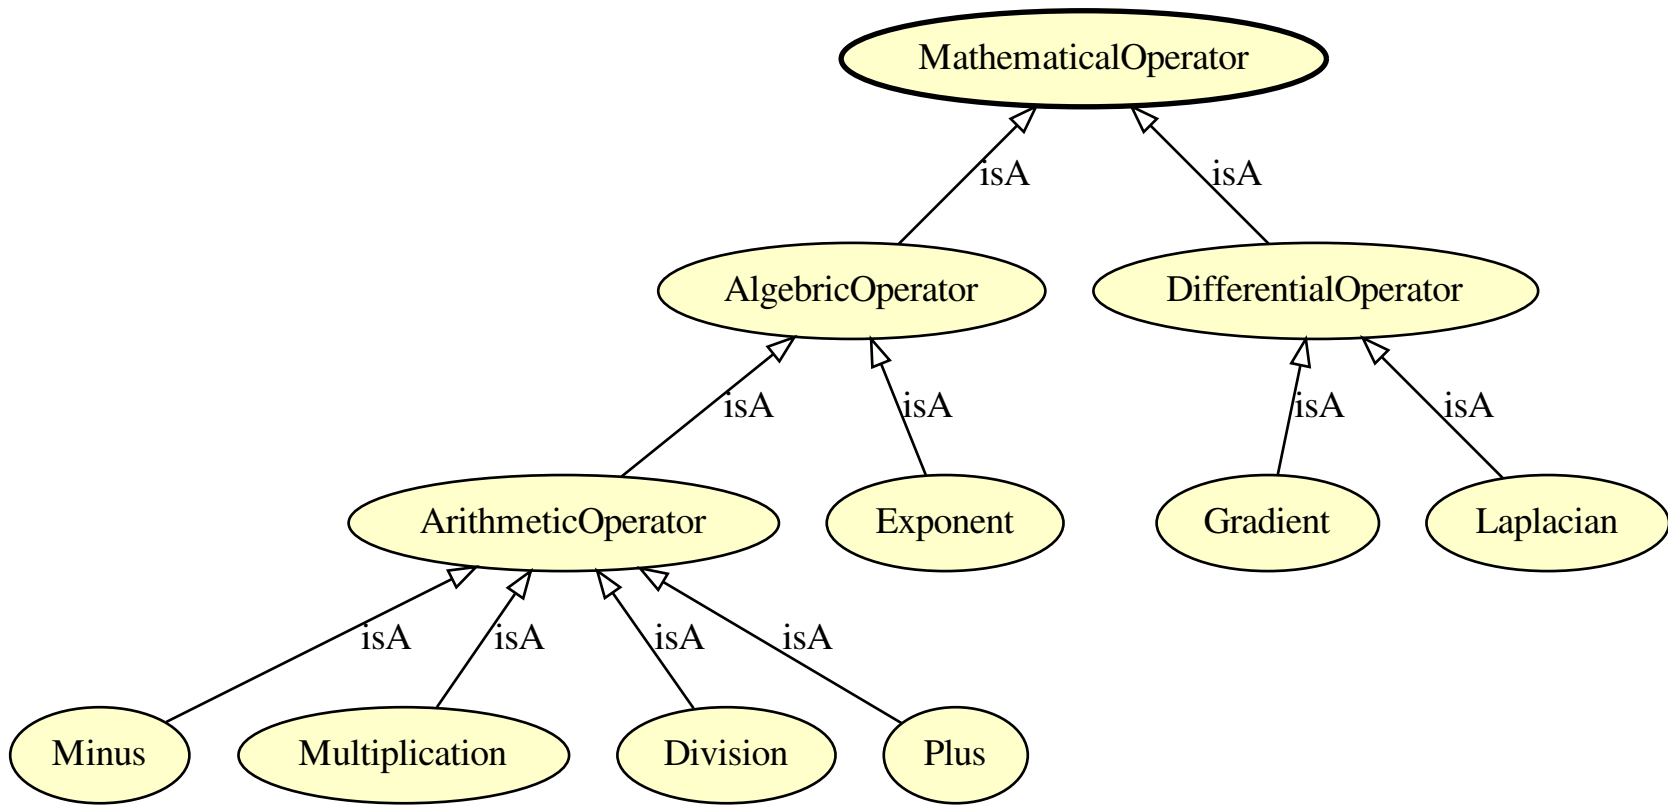 MathematicalOperator
isA
isA
AlgebricOperator
DifferentialOperator
isA
isA
isA
isA
ArithmeticOperator
Exponent
Gradient
Laplacian
isA
isA
isA
isA
Minus
Multiplication
Division
Plus